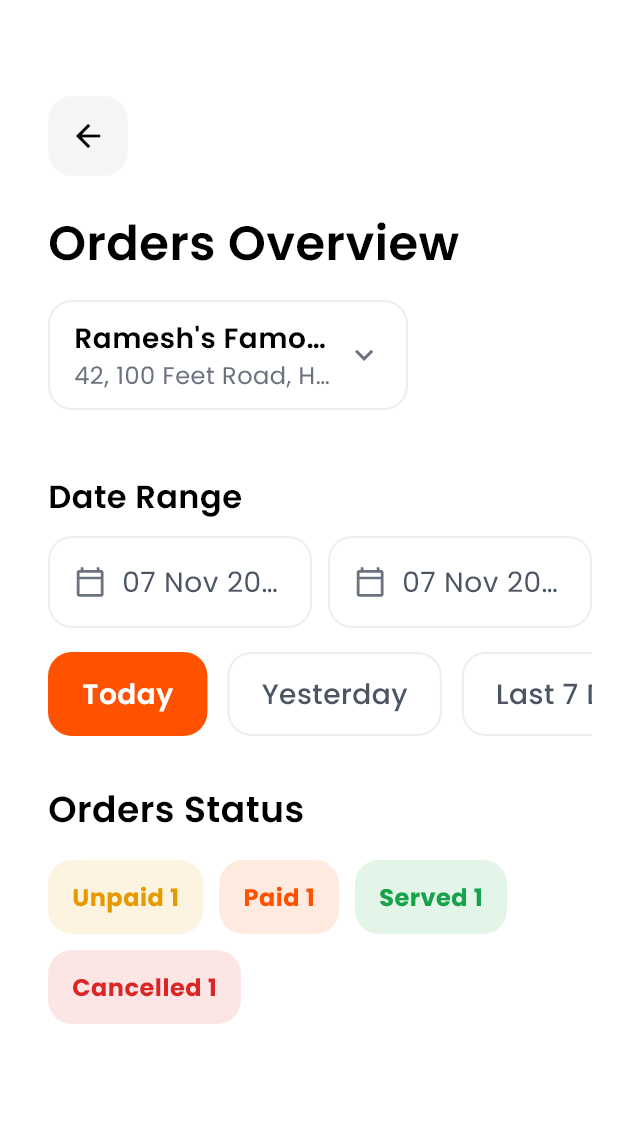 Orders Overview
Ramesh's Famo...
42, 100 Feet Road, H...
Date Range
07 Nov 20... 07 Nov 20...
Today Yesterday Last 7
Orders Status
Unpaid 1 Paid 1 Served 1
Cancelled 1